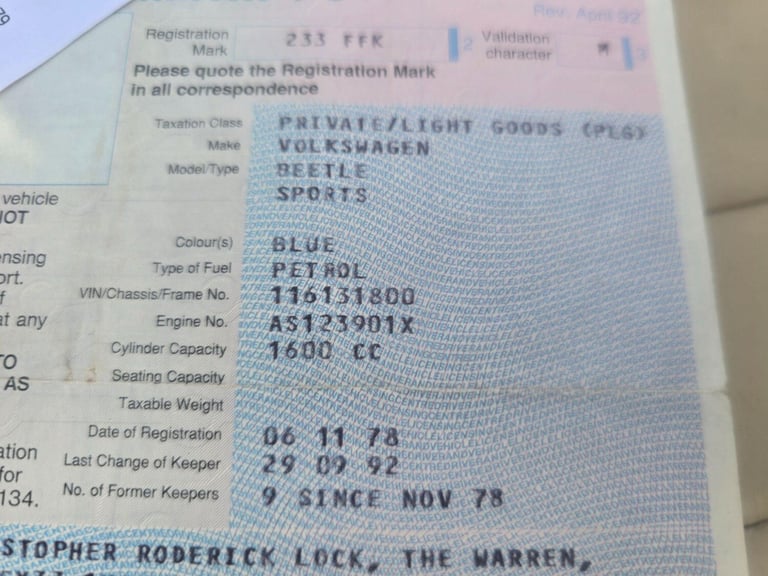 Rev. April 92
Registration Mark 233 FFK 2 Validation character M 3
Please quote the Registration Mark
in all correspondence
Taxation Class PRIVATE/LIGHT GOODS (PLG)
Make VOLKSWAGEN
Model/Type BEETLE
SPORTS
vehicle
Colour(s) BLUE
Type of Fuel PETROL
VIN/Chassis/Frame No. 116131800
at any
Engine No. AS123901X
Cylinder Capacity 1600 CC
AS
Seating Capacity
Taxable Weight
Date of Registration 06 11 78
Last Change of Keeper 29 09 92
for
134.
No. of Former Keepers 9 SINCE NOV 78
STOPHER RODERICK LOCK, THE WARREN,